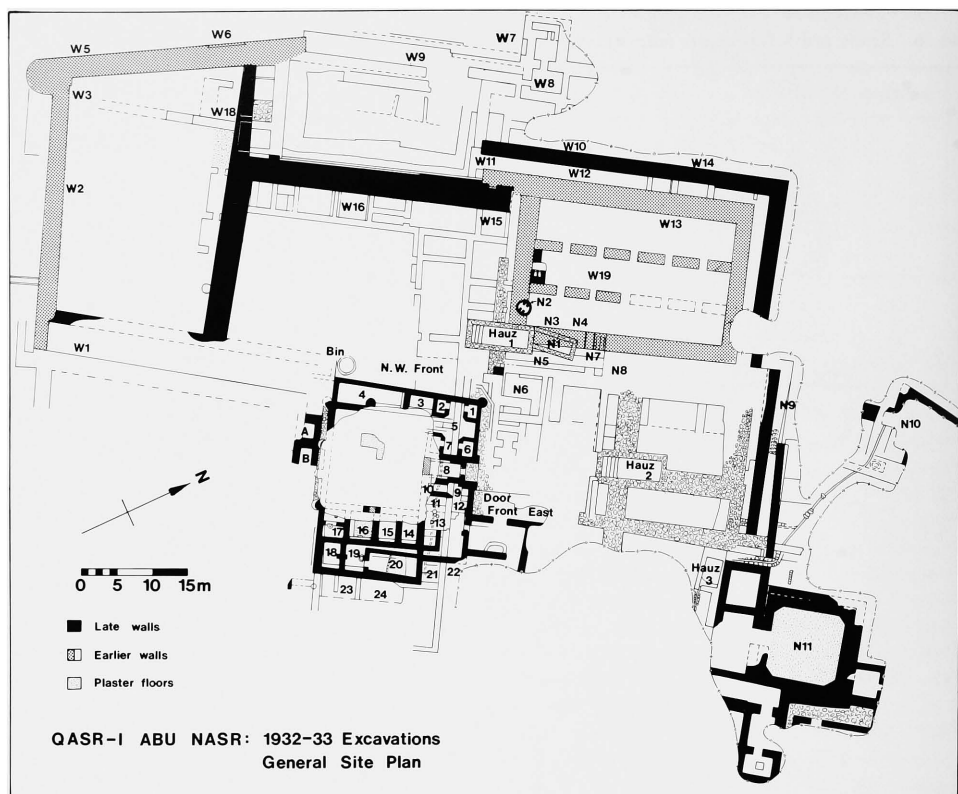 W5
W6
W7
W9
W8
W3
W18
W10
W14
W11
W12
W2
W16
W15
W13
W19
N2
N3
N4
Hauz
1
N1
N7
W1
N5
N8
Bin
N.W. Front
N6
4
3
2
1
5
N9
A
7
6
N10
B
8
Hauz
2
10
9
11
12
Door
Front East
13
N
17
16
15
14
18
19
20
21
22
Hauz
3
23
24
0 5 10 15m
N11
Late walls
Earlier walls
Plaster floors
QASR-I ABU NASR: 1932-33 Excavations
General Site Plan